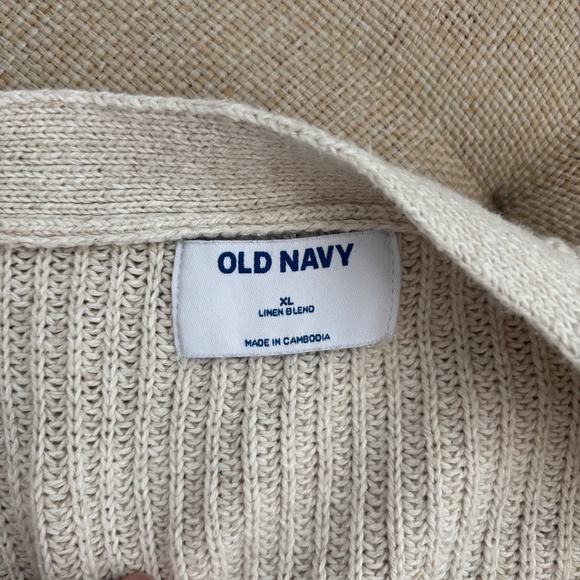 OLD NAVY
XL
LINEN BLEND
MADE IN CAMBODIA